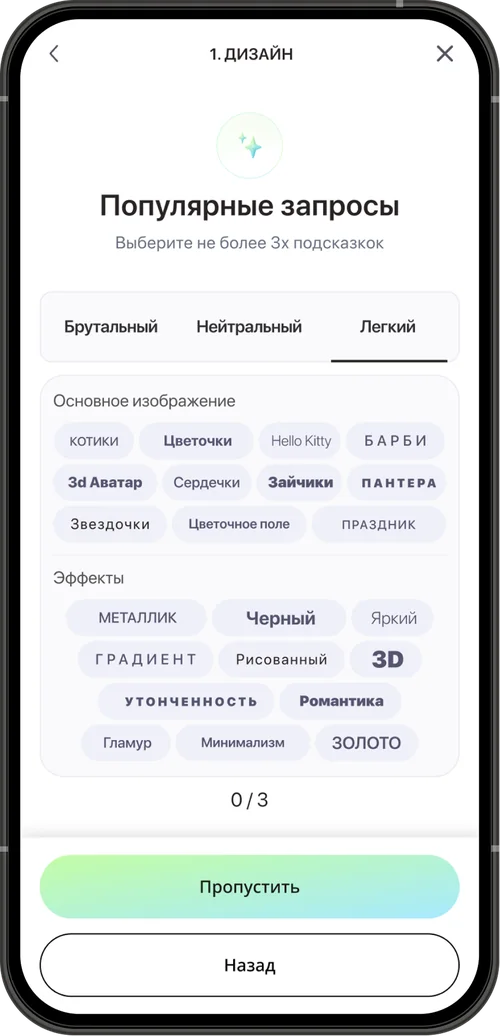 1. ДИЗАЙН
Популярные запросы
Выберите не более 3х подсказкок
Брутальный Нейтральный Легкий
Основное изображение
КОТИКИ Цветочки Hello Kitty БАРБИ
3d Аватар Сердечки Зайчики ПАНТЕРА
Звездочки Цветочное поле ПРАЗДНИК
Эффекты
МЕТАЛЛИК Черный Яркий
ГРАДИЕНТ Рисованный 3D
УТОНЧЕННОСТЬ Романтика
Гламур Минимализм ЗОЛОТО
0 / 3
Пропустить
Назад